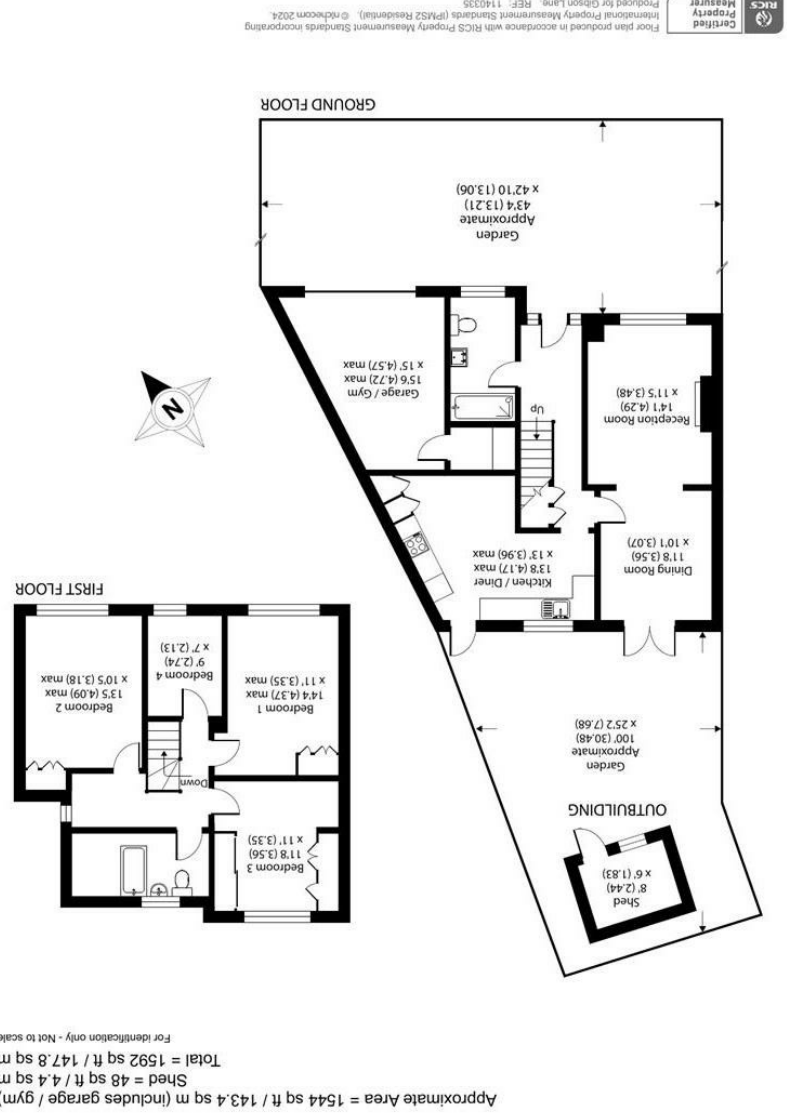 Approximate Area = 1544 sq ft / 143.4 sq m (includes garage / gym)
Shed = 48 sq ft / 4.4 sq m
Total = 1592 sq ft / 147.8 sq m
For identification only - Not to scale
Shed
8' (2.44)
x 6' (1.83)
OUTBUILDING
Garden
Approximate
100' (30.48)
x 25'2 (7.68)
Bedroom 3
11'8 (3.56)
x 11' (3.35)
Down
Bedroom 1
14'4 (4.37) max
x 11' (3.35) max
Bedroom 4
9' (2.74)
x 7' (2.13)
Bedroom 2
13'5 (4.09) max
x 10'5 (3.18) max
FIRST FLOOR
Dining Room
11'8 (3.56)
x 10'1 (3.07)
Kitchen / Diner
13'8 (4.17) max
x 13' (3.96) max
Up
Reception Room
14'1 (4.29)
x 11'5 (3.48)
Garage / Gym
15'6 (4.72) max
x 15' (4.57) max
N
Garden
Approximate
43'4 (13.21)
x 42'10 (13.06)
GROUND FLOOR
Certified
Property
Measurer
RICS
Floor plan produced in accordance with RICS Property Measurement Standards incorporating
International Property Measurement Standards (IPMS2 Residential). © nichecom 2024.
Produced for Gibson Lane. REF: 1140335